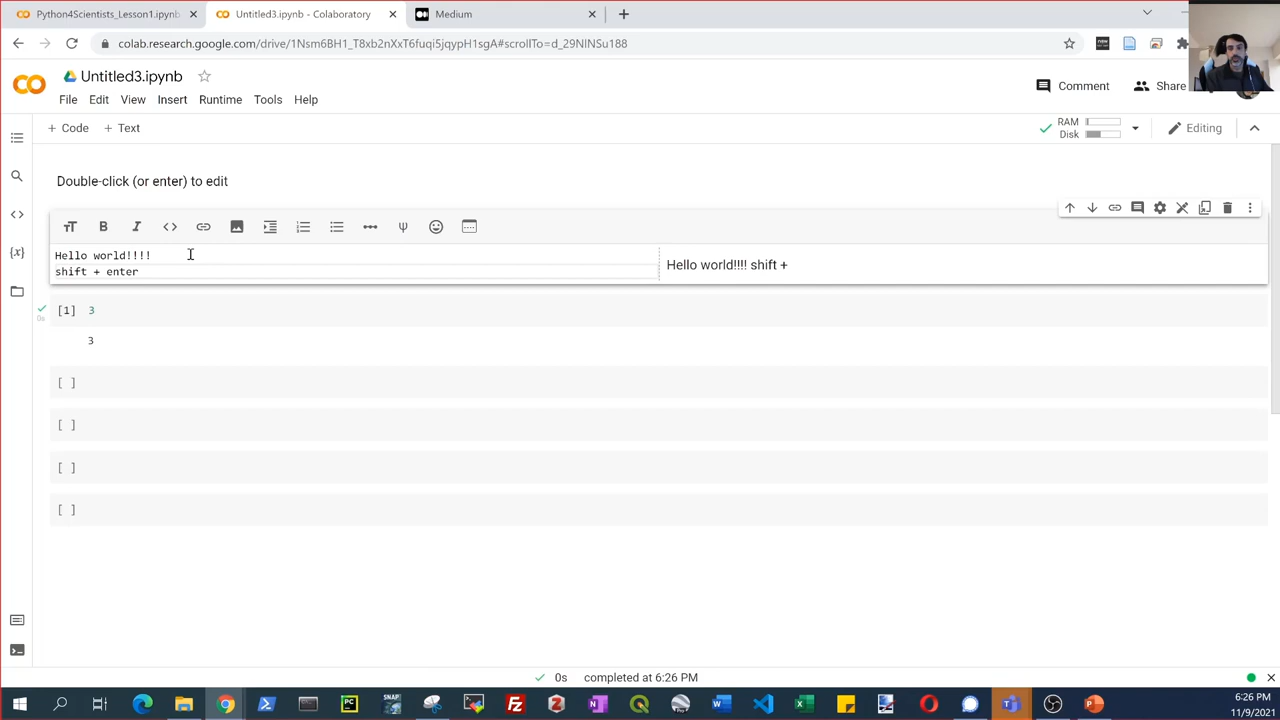 Python4Scientists_Lesson1.ipynb
Untitled3.ipynb - Colaboratory
Medium
colab.research.google.com/drive/1Nsm6BH1_T8xb2nXoT6fuIpi5jqypH1sgA#scrollTo=d_29NlNSu188
Untitled3.ipynb
File Edit View Insert Runtime Tools Help
Comment
Share
+ Code + Text
RAM
Disk
Editing
Double-click (or enter) to edit
Hello world!!!!
shift + enter
Hello world!!!! shift +
[1] 3
3
[ ]
[ ]
[ ]
[ ]
0s
0s completed at 6:26 PM
6:26 PM
11/9/2021